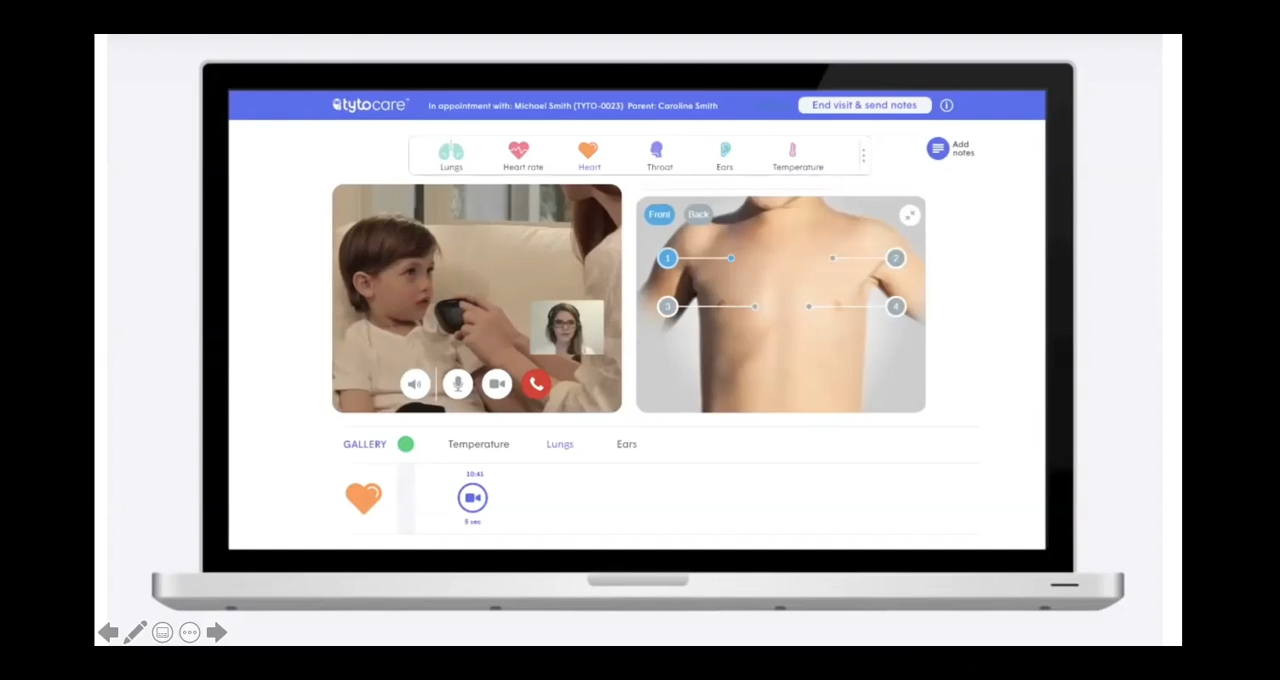 tytocare™
In appointment with: Michael Smith (TYTO-0023) Parent: Caroline Smith
End visit & send notes
Lungs
Heart rate
Heart
Throat
Ears
Temperature
Add
notes
Front
Back
1
2
3
4
GALLERY
Temperature
Lungs
Ears
10:41
5 sec